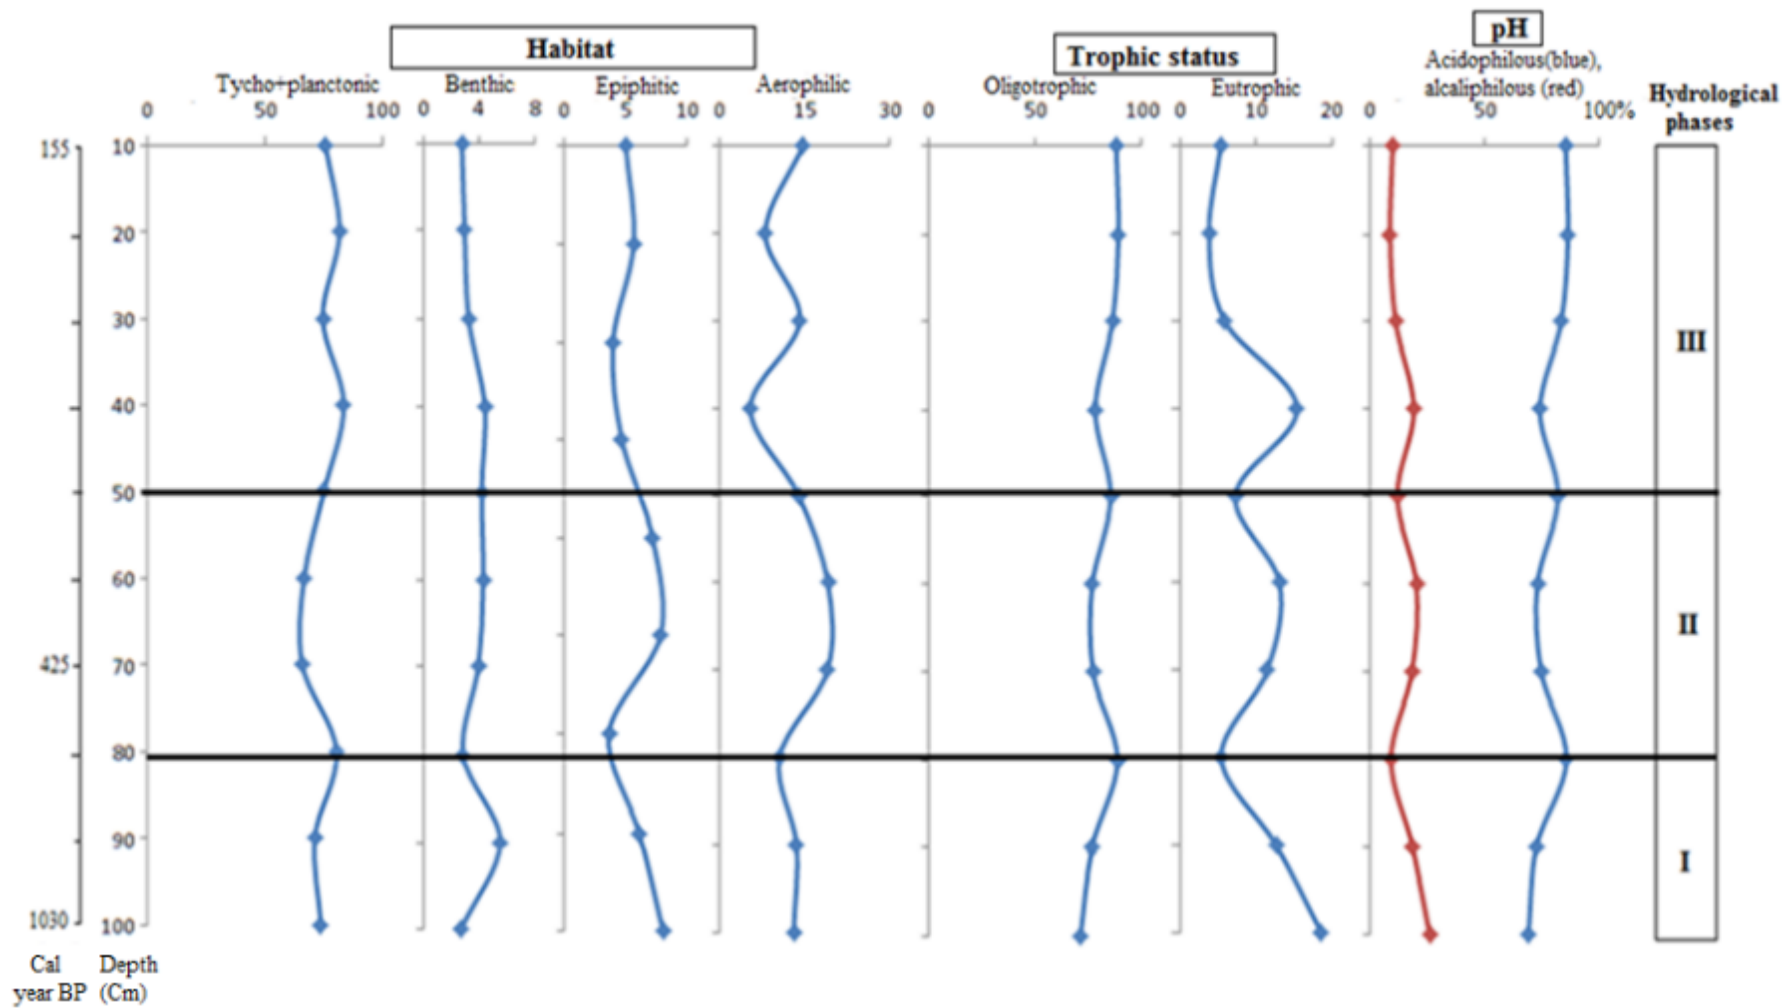 Habitat
Trophic status
pH
Tycho+planctonic
Benthic
Epiphitic
Aerophilic
Oligotrophic
Eutrophic
Acidophilous(blue),
alcaliphilous (red)
Hydrological
phases
0 50 100
0 4 8
0 5 10
0 15 30
0 50 100
0 10 20
0 50 100%
155
425
1030
10
20
30
40
50
60
70
80
90
100
III
II
I
Cal
year BP
Depth
(Cm)